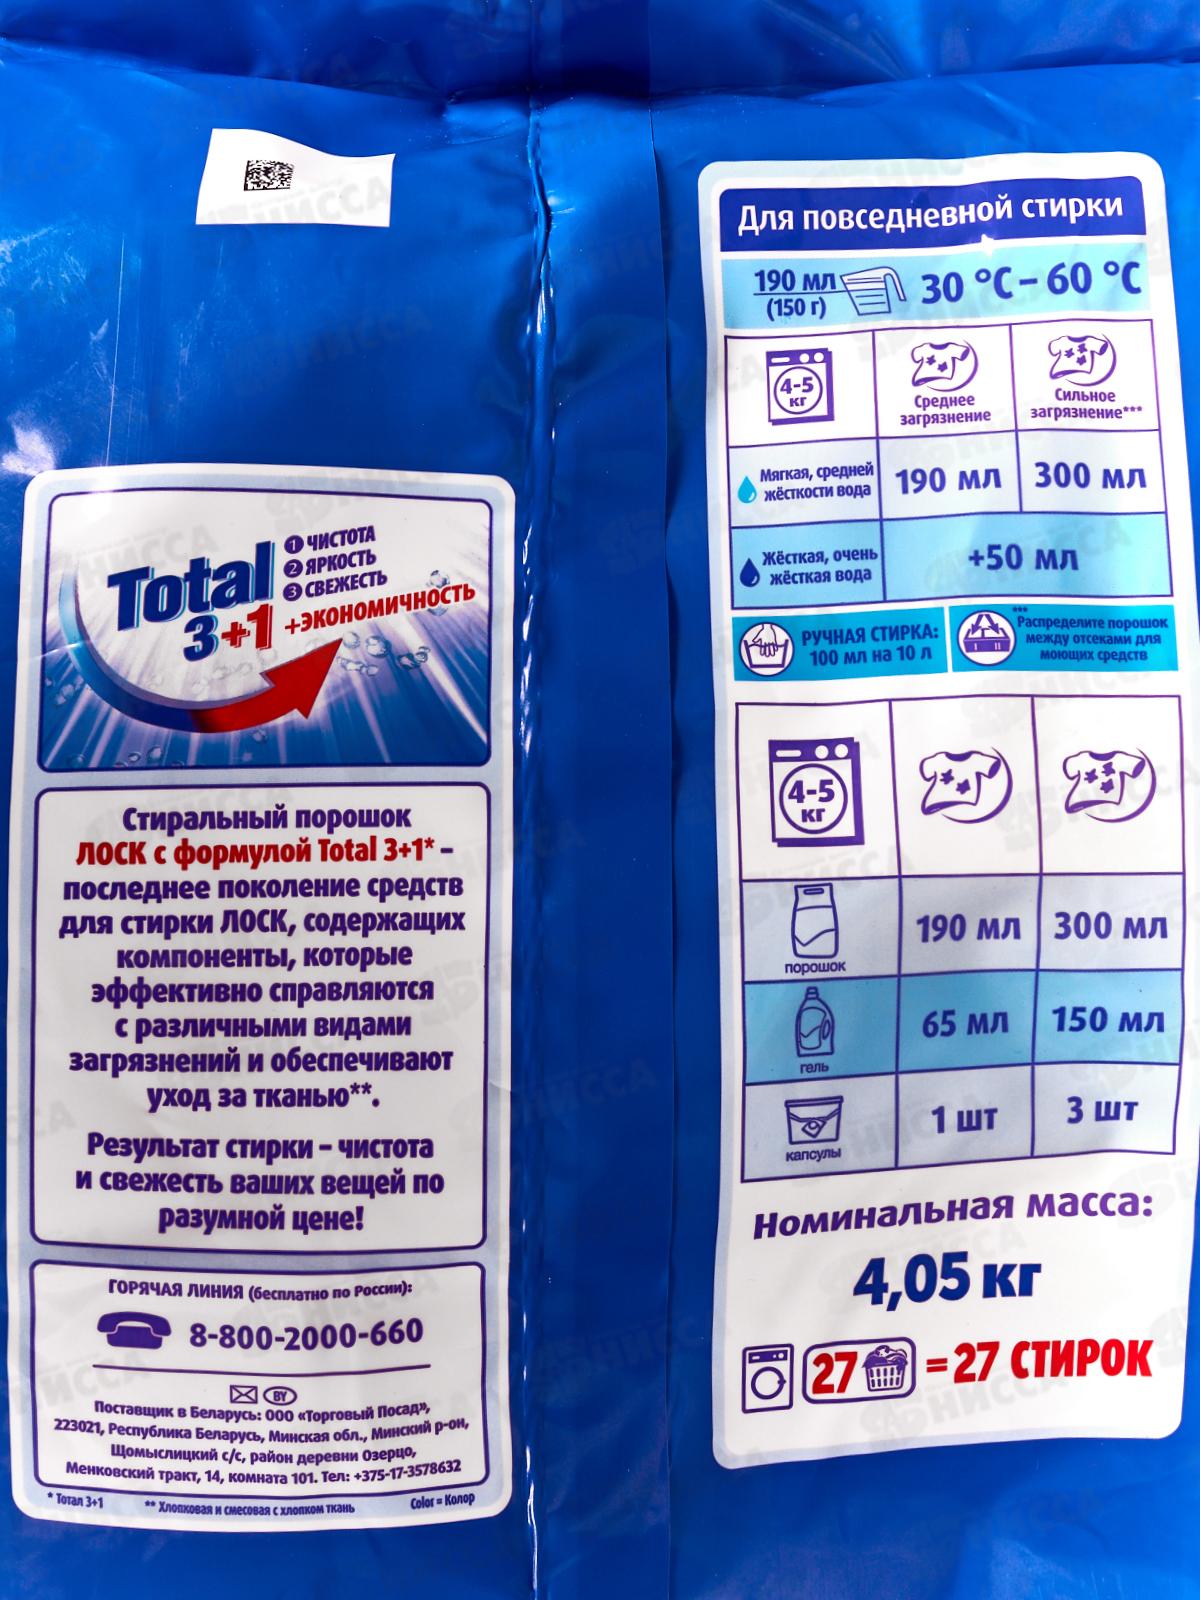 Total
3+1
1 ЧИСТОТА
2 ЯРКОСТЬ
3 СВЕЖЕСТЬ
+ЭКОНОМИЧНОСТЬ
Стиральный порошок
ЛОСК с формулой Total 3+1* –
последнее поколение средств
для стирки ЛОСК, содержащих
компоненты, которые
эффективно справляются
с различными видами
загрязнений и обеспечивают
уход за тканью**.
Результат стирки – чистота
и свежесть ваших вещей по
разумной цене!
ГОРЯЧАЯ ЛИНИЯ (бесплатно по России):
8-800-2000-660
BY
Поставщик в Беларусь: ООО «Торговый Посад»,
223021, Республика Беларусь, Минская обл., Минский р-он,
Щомыслицкий с/с, район деревни Озерцо,
Менковский тракт, 14, комната 101. Тел: +375-17-3578632
* Тотал 3+1 ** Хлопковая и смесовая с хлопком ткань Color = Колор
Для повседневной стирки
190 мл
(150 г)
30 °C – 60 °C
4-5
кг
Среднее
загрязнение
Сильное
загрязнение***
Мягкая, средней
жёсткости вода
190 мл
300 мл
Жёсткая, очень
жёсткая вода
+50 мл
РУЧНАЯ СТИРКА:
100 мл на 10 л
***
Распределите порошок
между отсеками для
моющих средств
I II
4-5
кг
порошок
190 мл
300 мл
гель
65 мл
150 мл
капсулы
1 шт
3 шт
Номинальная масса:
4,05 кг
27 = 27 СТИРОК